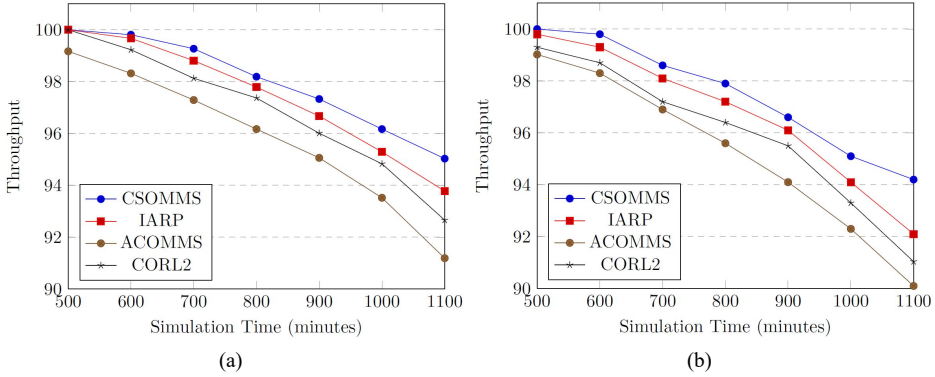 100
98
96
94
92
90
Throughput
CSOMMS
IARP
ACOMMS
CORL2
500 600 700 800 900 1000 1100
Simulation Time (minutes)
(a)
100
98
96
94
92
90
Throughput
CSOMMS
IARP
ACOMMS
CORL2
500 600 700 800 900 1000 1100
Simulation Time (minutes)
(b)